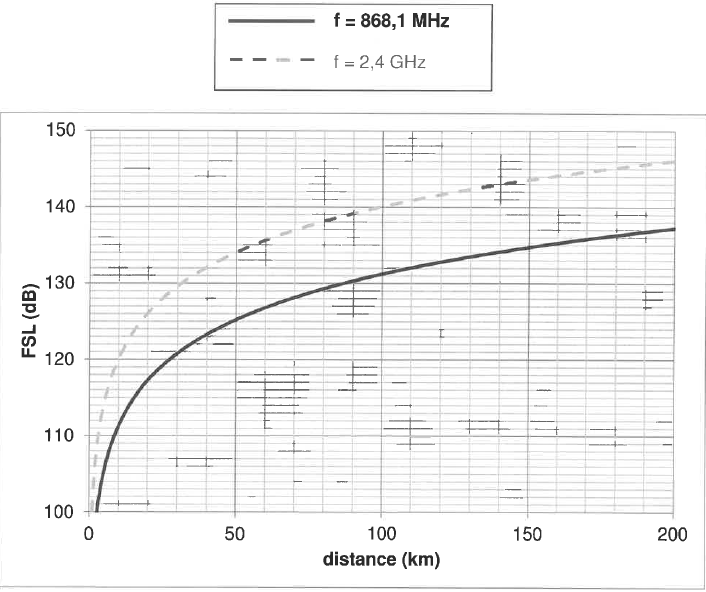 f = 868,1 MHz
f = 2,4 GHz
150
140
130
120
110
100
FSL (dB)
0
50
100
150
200
distance (km)